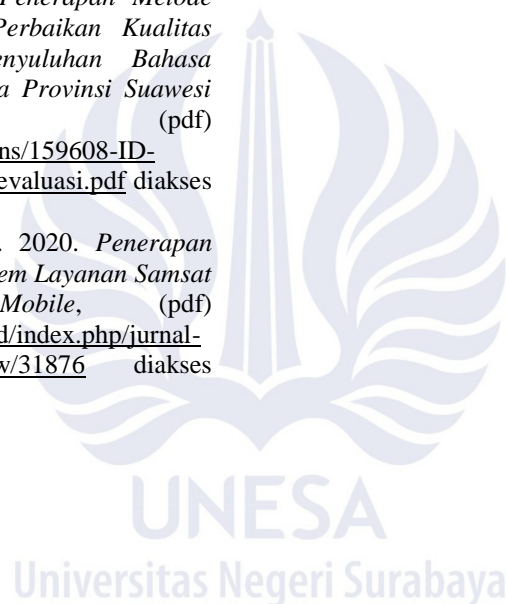 Penerapan Metode
Perbaikan Kualitas
enyuluhan Bahasa
a Provinsi Suawesi
(pdf)
ns/159608-ID-
evaluasi.pdf diakses
. 2020. Penerapan
em Layanan Samsat
Mobile, (pdf)
d/index.php/jurnal-
w/31876 diakses
UNESA
Universitas Negeri Surabaya